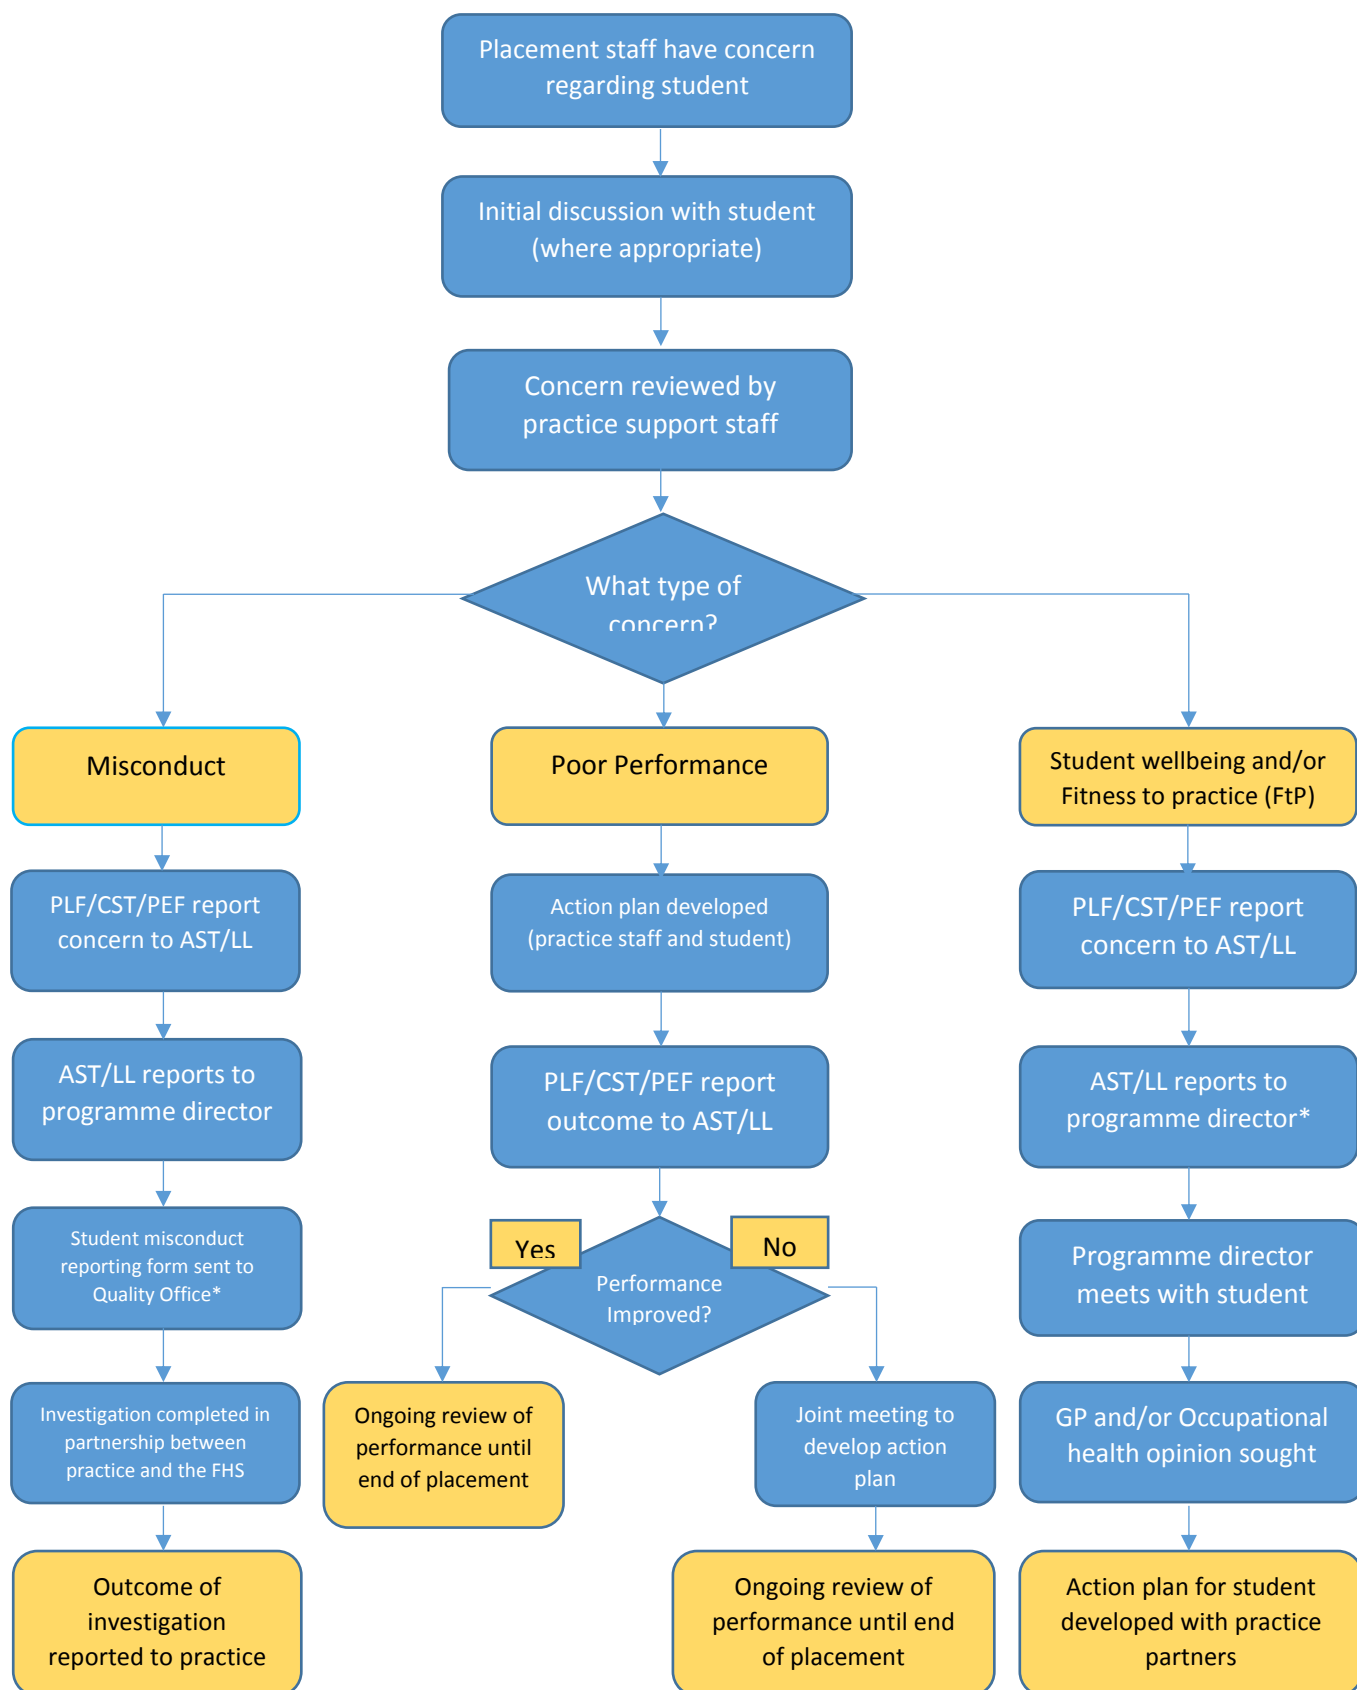 Placement staff have concern
regarding student
Initial discussion with student
(where appropriate)
Concern reviewed by
practice support staff
What type of
concern?
Misconduct
PLF/CST/PEF report
concern to AST/LL
AST/LL reports to
programme director
Student misconduct
reporting form sent to
Quality Office*
Investigation completed in
partnership between
practice and the FHS
Outcome of
investigation
reported to practice
Poor Performance
Action plan developed
(practice staff and student)
PLF/CST/PEF report
outcome to AST/LL
Yes
No
Performance
Improved?
Ongoing review of
performance until
end of placement
Joint meeting to
develop action
plan
Ongoing review of
performance until end
of placement
Student wellbeing and/or
Fitness to practice (FtP)
PLF/CST/PEF report
concern to AST/LL
AST/LL reports to
programme director*
Programme director
meets with student
GP and/or Occupational
health opinion sought
Action plan for student
developed with practice
partners